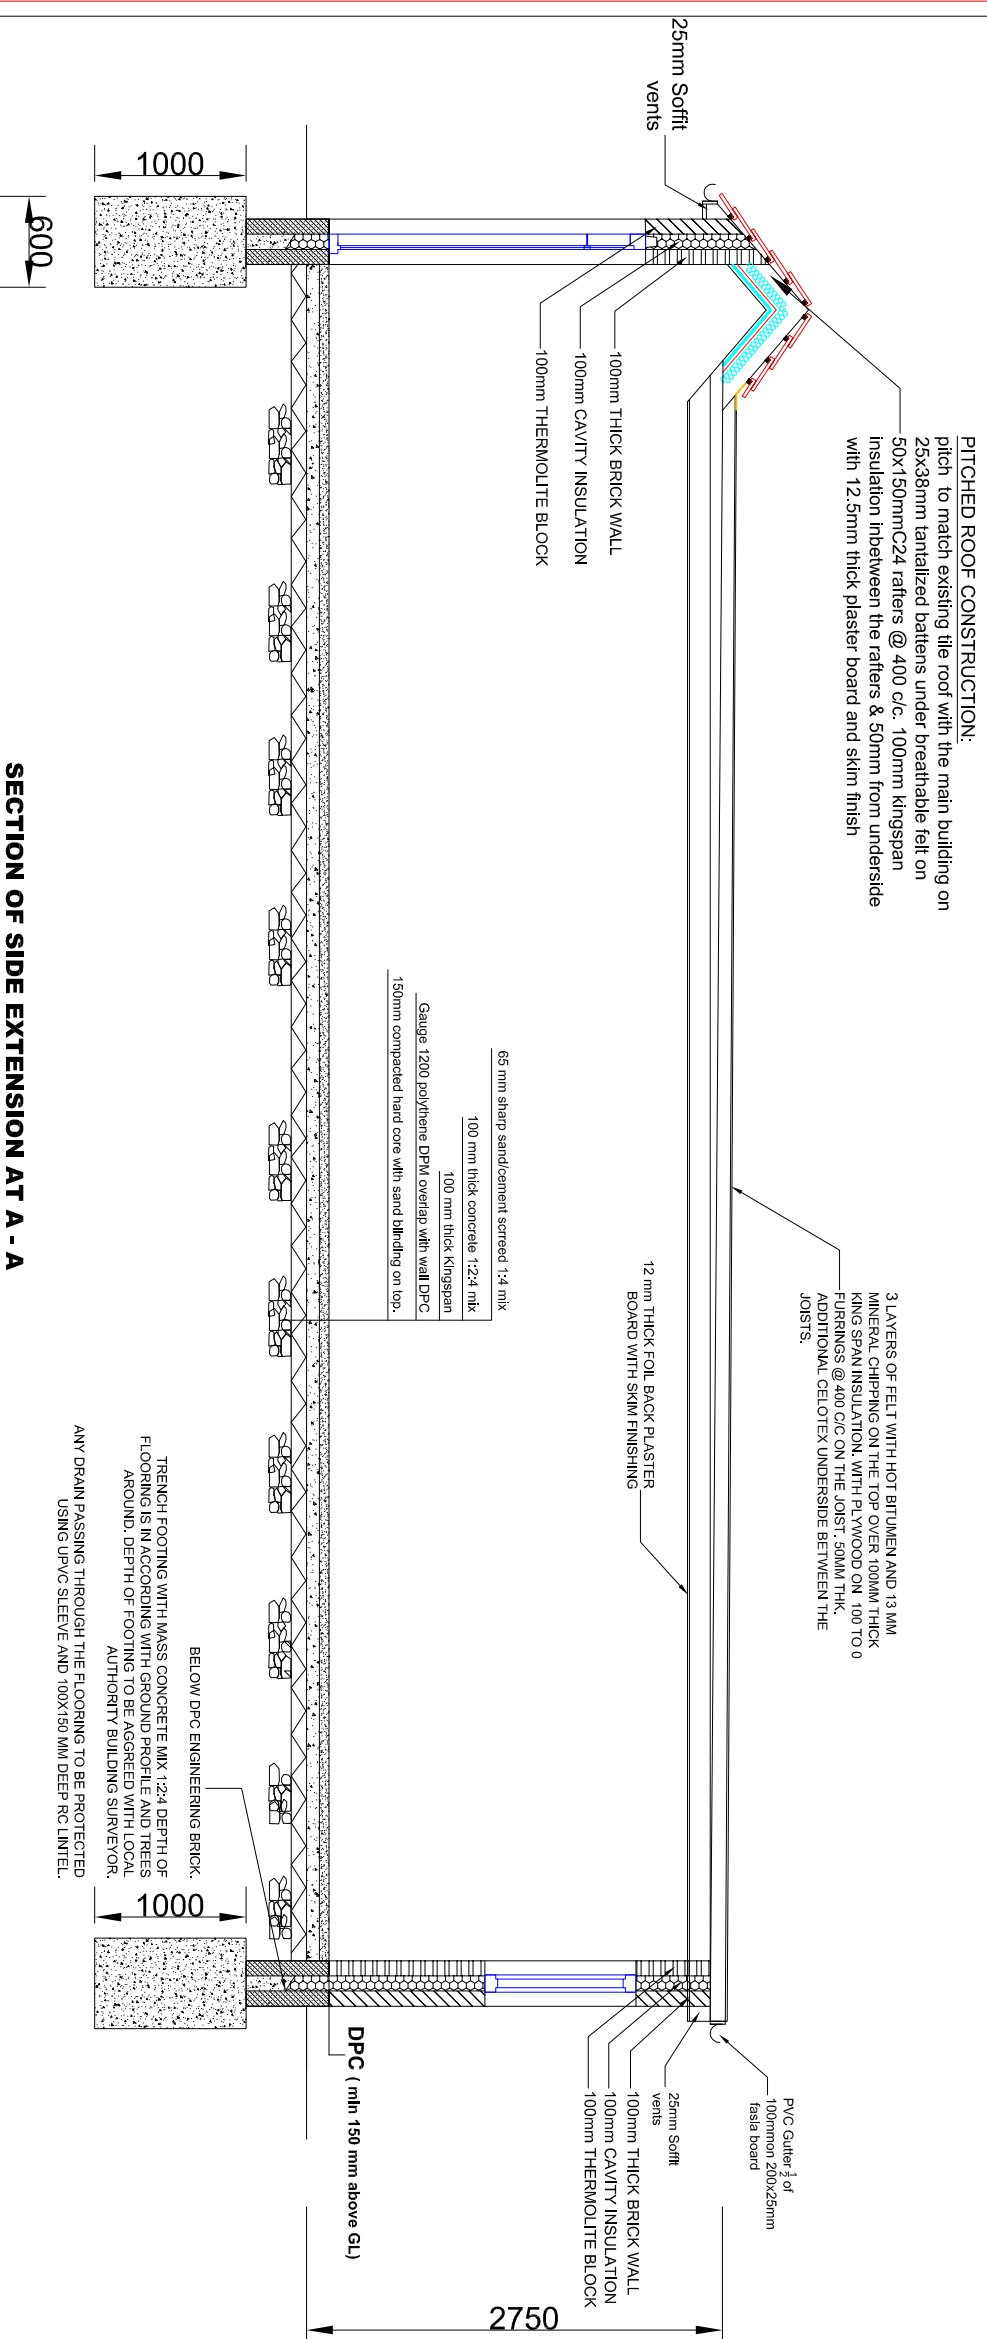 PITCHED ROOF CONSTRUCTION:
pitch to match existing tile roof with the main building on
25x38mm tantalized battens under breathable felt on
50x150mmC24 rafters @ 400 c/c. 100mm kingspan
insulation inbetween the rafters & 50mm from underside
with 12.5mm thick plaster board and skim finish
25mm Soffit
vents
3 LAYERS OF FELT WITH HOT BITUMEN AND 13 MM
MINERAL CHIPPING ON THE TOP OVER 100MM THICK
KING SPAN INSULATION. WITH PLYWOOD ON 100 TO 0
FURRINGS @ 400 C/C ON THE JOIST. 50MM THK.
ADDITIONAL CELOTEX UNDERSIDE BETWEEN THE
JOISTS.
PVC Gutter ½ of
100mmon 200x25mm
fasia board
25mm Soffit
vents
100mm THICK BRICK WALL
100mm CAVITY INSULATION
100mm THERMOLITE BLOCK
12 mm THICK FOIL BACK PLASTER
BOARD WITH SKIM FINISHING
100mm THICK BRICK WALL
100mm CAVITY INSULATION
100mm THERMOLITE BLOCK
2750
65 mm sharp sand/cement scrreed 1:4 mix
100 mm thick concrete 1:2:4 mix
100 mm thick Kingspan
Gauge 1200 polythene DPM overlap with wall DPC
150mm compacted hard core with sand blinding on top.
DPC ( min 150 mm above GL)
BELOW DPC ENGINEERING BRICK.
TRENCH FOOTING WITH MASS CONCRETE MIX 1:2:4 DEPTH OF
FLOORING IS IN ACCORDING WITH GROUND PROFILE AND TREES
AROUND. DEPTH OF FOOTING TO BE AGGREED WITH LOCAL
AUTHORITY BUILDING SURVEYOR.
ANY DRAIN PASSING THROUGH THE FLOORING TO BE PROTECTED
USING UPVC SLEEVE AND 100X150 MM DEEP RC LINTEL.
1000
1000
600
SECTION OF SIDE EXTENSION AT A - A